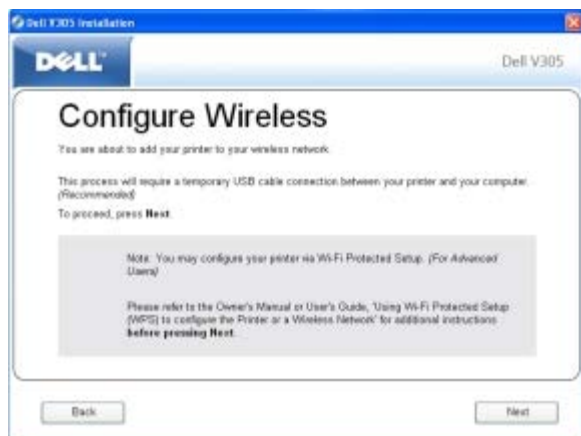 Dell V305 Installation
DELL
Dell V305
Configure Wireless
You are about to add your printer to your wireless network.
This process will require a temporary USB cable connection between your printer and your computer.
(Recommended)
To proceed, press Next.
Note: You may configure your printer via Wi-Fi Protected Setup. (For Advanced
Users)
Please refer to the Owner's Manual or User's Guide, 'Using Wi-Fi Protected Setup
(WPS) to configure the Printer or a Wireless Network' for additional instructions
before pressing Next.
Back
Next